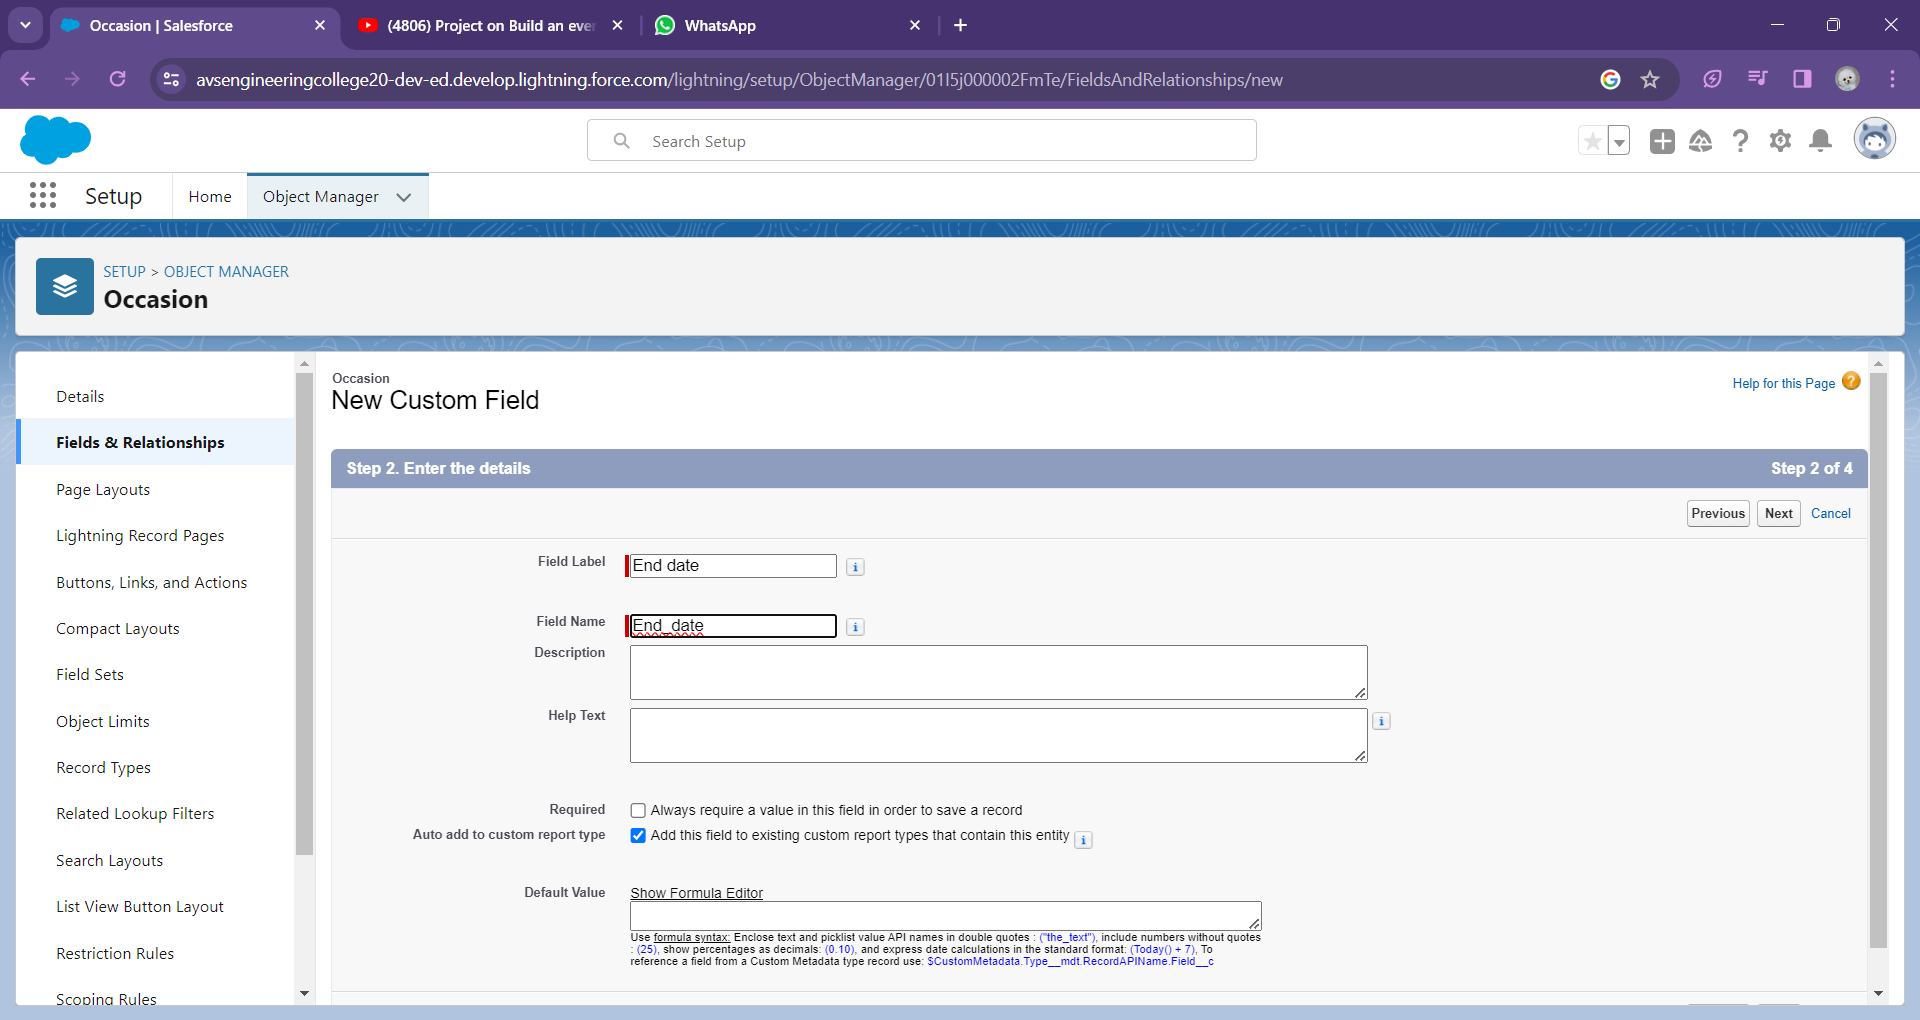 Occasion | Salesforce
(4806) Project on Build an eve
WhatsApp
avsengineeringcollege20-dev-ed.develop.lightning.force.com/lightning/setup/ObjectManager/01I5j000002FmTe/FieldsAndRelationships/new
Search Setup
Setup
Home
Object Manager
SETUP > OBJECT MANAGER
Occasion
Details
Fields & Relationships
Page Layouts
Lightning Record Pages
Buttons, Links, and Actions
Compact Layouts
Field Sets
Object Limits
Record Types
Related Lookup Filters
Search Layouts
List View Button Layout
Restriction Rules
Scoping Rules
Occasion
New Custom Field
Help for this Page
Step 2. Enter the details
Step 2 of 4
Previous Next Cancel
Field Label End date
Field Name End_date
Description
Help Text
Required Always require a value in this field in order to save a record
Auto add to custom report type Add this field to existing custom report types that contain this entity
Default Value Show Formula Editor
Use formula syntax: Enclose text and picklist value API names in double quotes : ("the_text"), include numbers without quotes
: (25), show percentages as decimals: (0.10), and express date calculations in the standard format: (Today() + 7), To
reference a field from a Custom Metadata type record use: $CustomMetadata.Type__mdt.RecordAPIName.Field__c